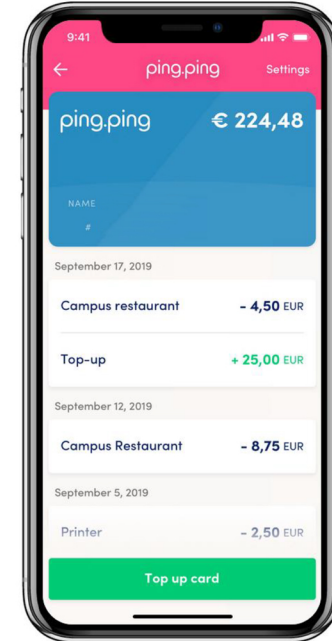 9:41
ping.ping Settings
ping.ping € 224,48
NAME
#
September 17, 2019
Campus restaurant - 4,50 EUR
Top-up + 25,00 EUR
September 12, 2019
Campus Restaurant - 8,75 EUR
September 5, 2019
Printer - 2,50 EUR
Top up card